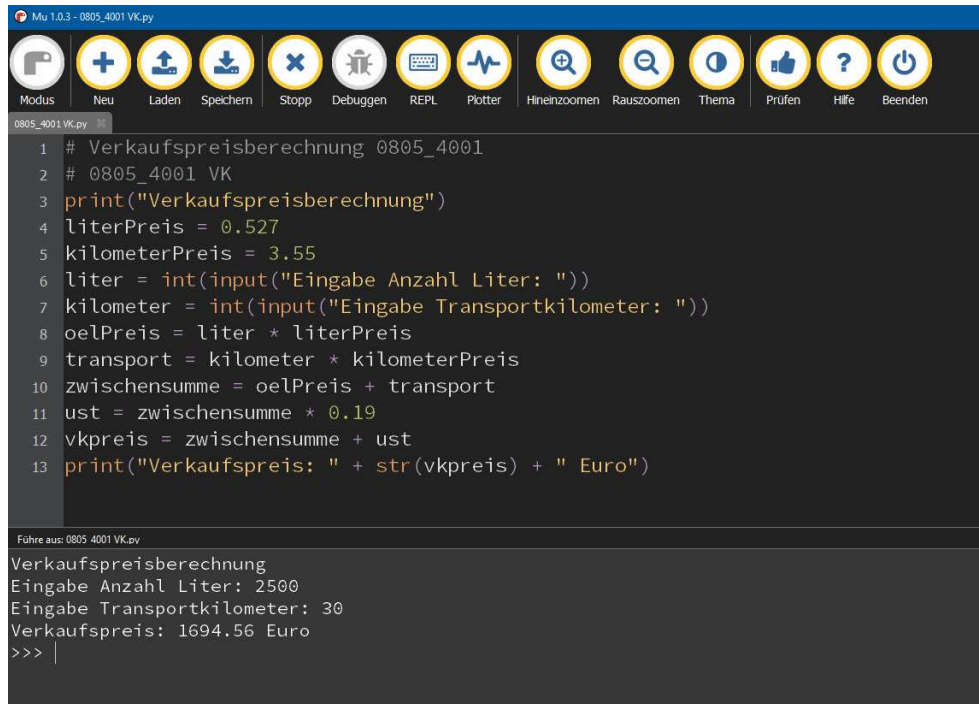 Mu 1.0.3 - 0805_4001 VK.py
Modus Neu Laden Speichern Stopp Debuggen REPL Plotter Hineinzoomen Rauszoomen Thema Prüfen Hilfe Beenden
0805_4001 VK.py
1 # Verkaufspreisberechnung 0805_4001
2 # 0805_4001 VK
3 print("Verkaufspreisberechnung")
4 literPreis = 0.527
5 kilometerPreis = 3.55
6 liter = int(input("Eingabe Anzahl Liter: "))
7 kilometer = int(input("Eingabe Transportkilometer: "))
8 oelPreis = liter * literPreis
9 transport = kilometer * kilometerPreis
10 zwischensumme = oelPreis + transport
11 ust = zwischensumme * 0.19
12 vkpreis = zwischensumme + ust
13 print("Verkaufspreis: " + str(vkpreis) + " Euro")
Führe aus: 0805_4001 VK.py
Verkaufspreisberechnung
Eingabe Anzahl Liter: 2500
Eingabe Transportkilometer: 30
Verkaufspreis: 1694.56 Euro
>>>